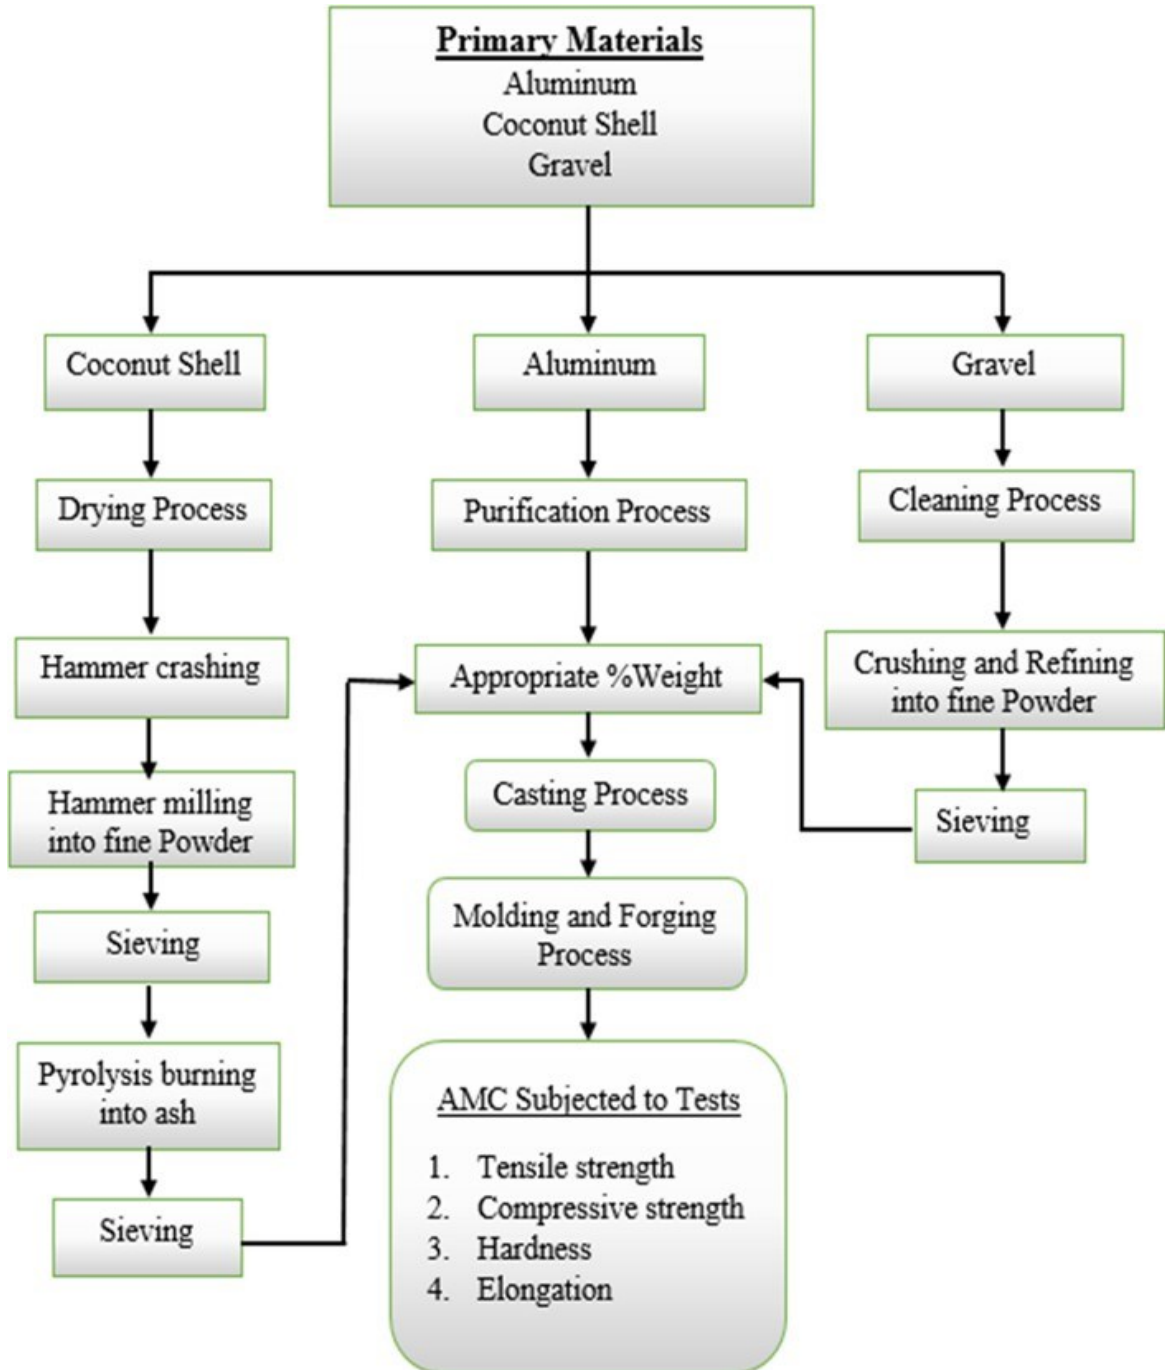 Primary Materials
Aluminum
Coconut Shell
Gravel
Coconut Shell
Aluminum
Gravel
Drying Process
Purification Process
Cleaning Process
Hammer crashing
Appropriate %Weight
Crushing and Refining
into fine Powder
Hammer milling
into fine Powder
Casting Process
Sieving
Sieving
Molding and Forging
Process
Pyrolysis burning
into ash
Sieving
AMC Subjected to Tests
1. Tensile strength
2. Compressive strength
3. Hardness
4. Elongation